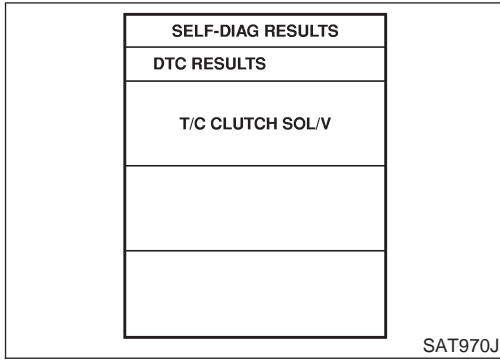 SELF-DIAG RESULTS
DTC RESULTS
T/C CLUTCH SOL/V
SAT970J